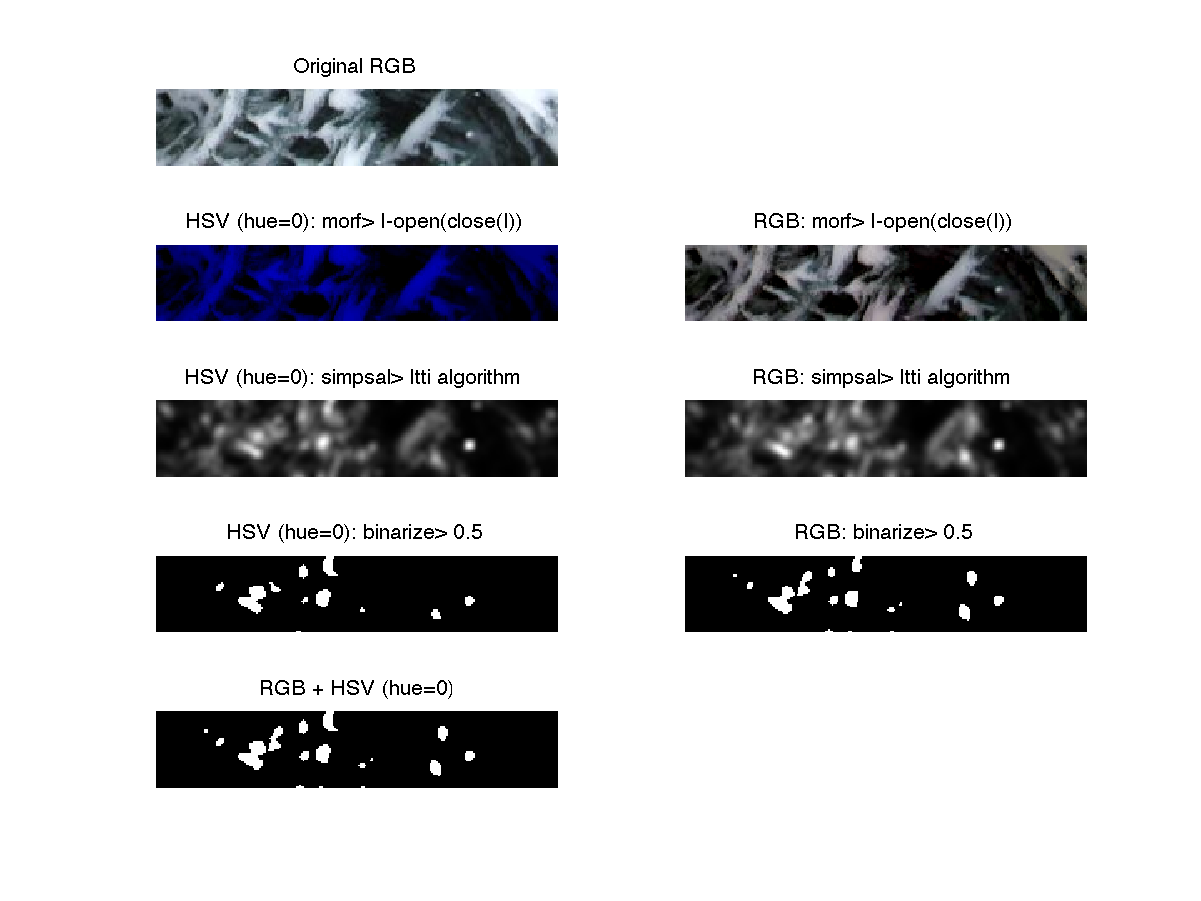 Original RGB
HSV (hue=0): morf> I-open(close(I))
RGB: morf> I-open(close(I))
HSV (hue=0): simpsal> Itti algorithm
RGB: simpsal> Itti algorithm
HSV (hue=0): binarize> 0.5
RGB: binarize> 0.5
RGB + HSV (hue=0)